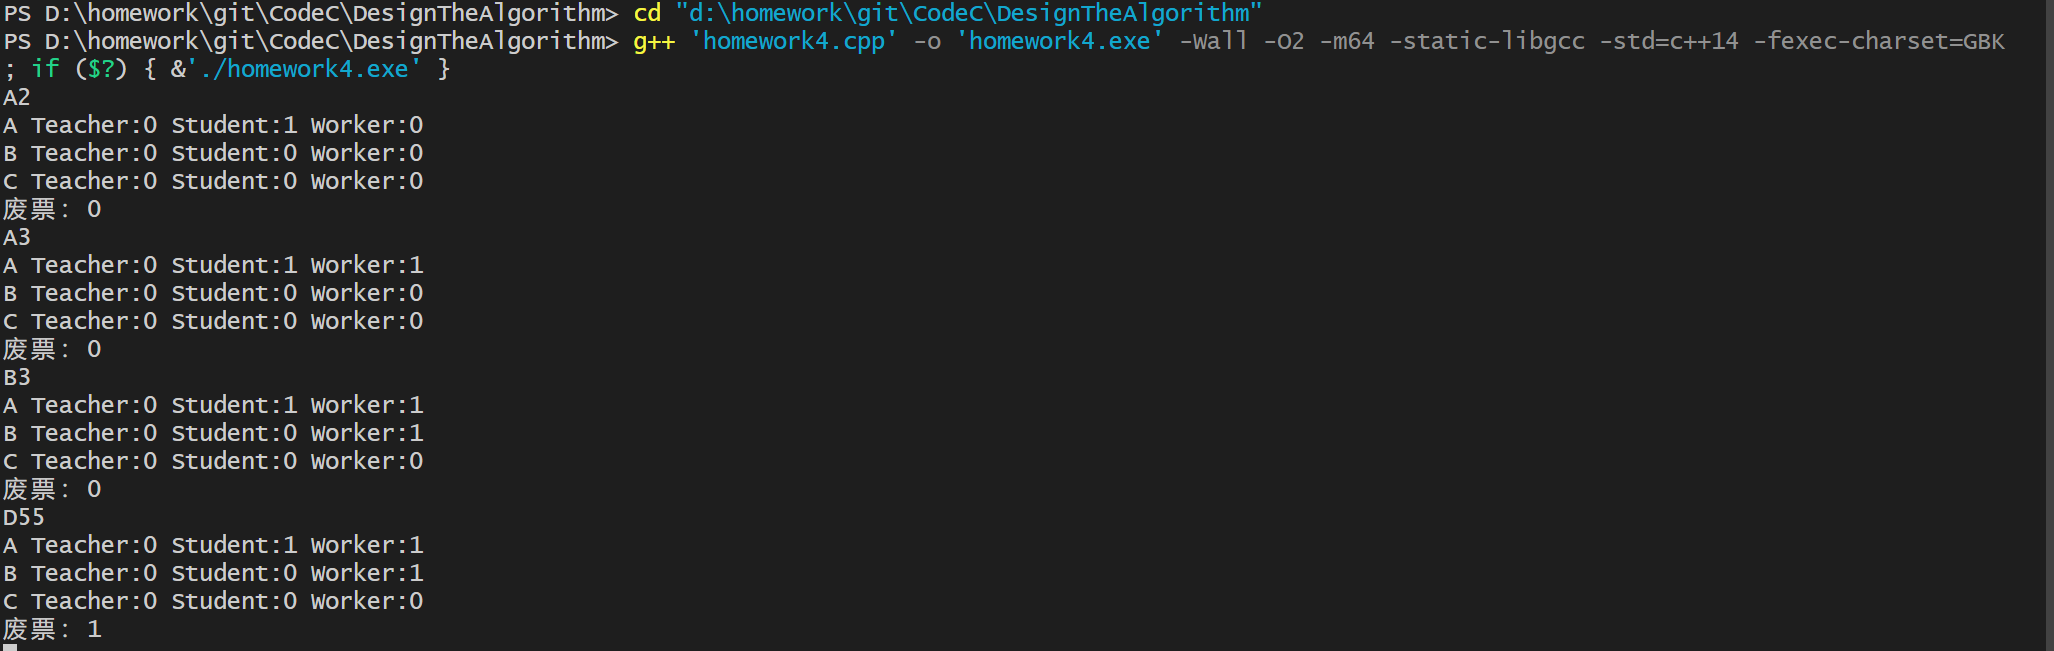 PS D:\homework\git\CodeC\DesignTheAlgorithm> cd "d:\homework\git\CodeC\DesignTheAlgorithm"
PS D:\homework\git\CodeC\DesignTheAlgorithm> g++ 'homework4.cpp' -o 'homework4.exe' -Wall -O2 -m64 -static-libgcc -std=c++14 -fexec-charset=GBK
; if ($?) { &'./homework4.exe' }
A2
A Teacher:0 Student:1 Worker:0
B Teacher:0 Student:0 Worker:0
C Teacher:0 Student:0 Worker:0
废票: 0
A3
A Teacher:0 Student:1 Worker:1
B Teacher:0 Student:0 Worker:0
C Teacher:0 Student:0 Worker:0
废票: 0
B3
A Teacher:0 Student:1 Worker:1
B Teacher:0 Student:0 Worker:1
C Teacher:0 Student:0 Worker:0
废票: 0
D55
A Teacher:0 Student:1 Worker:1
B Teacher:0 Student:0 Worker:1
C Teacher:0 Student:0 Worker:0
废票: 1